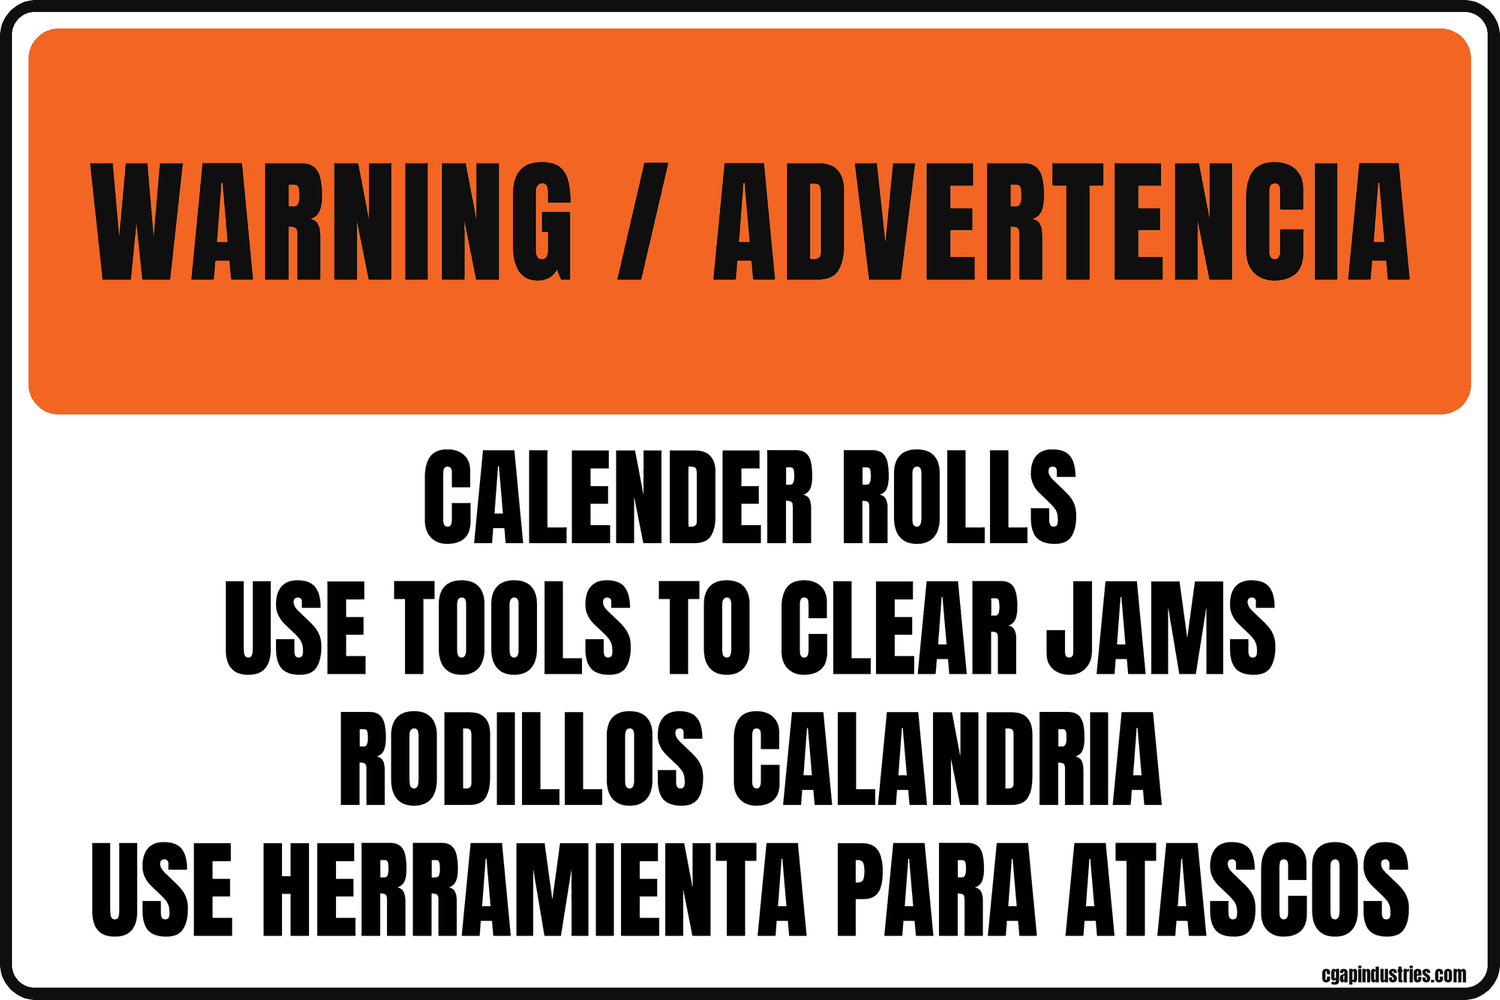 WARNING / ADVERTENCIA
CALENDER ROLLS
USE TOOLS TO CLEAR JAMS
RODILLOS CALANDRIA
USE HERRAMIENTA PARA ATASCOS
cgapindustries.com